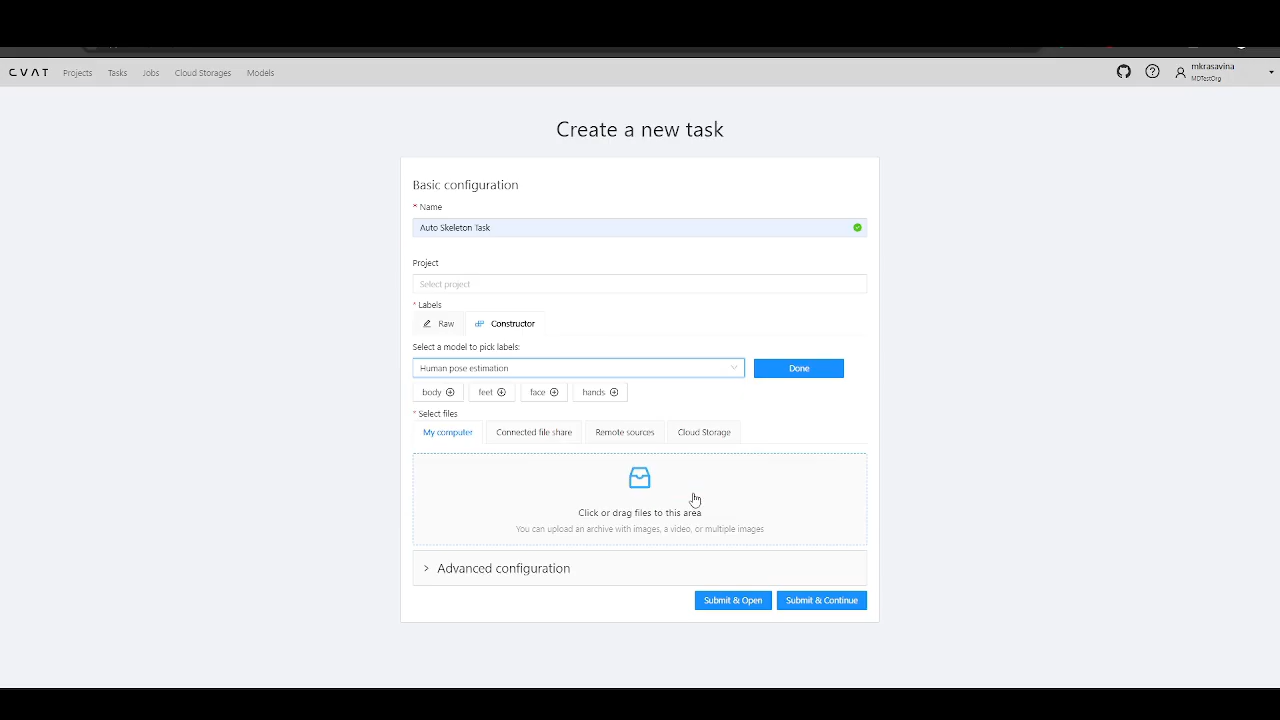 CVAT Projects Tasks Jobs Cloud Storages Models mkrasavina
MDTestOrg
Create a new task
Basic configuration
* Name
Auto Skeleton Task
Project
Select project
* Labels
Raw Constructor
Select a model to pick labels:
Human pose estimation Done
body feet face hands
* Select files
My computer Connected file share Remote sources Cloud Storage
Click or drag files to this area
You can upload an archive with images, a video, or multiple images
Advanced configuration
Submit & Open Submit & Continue